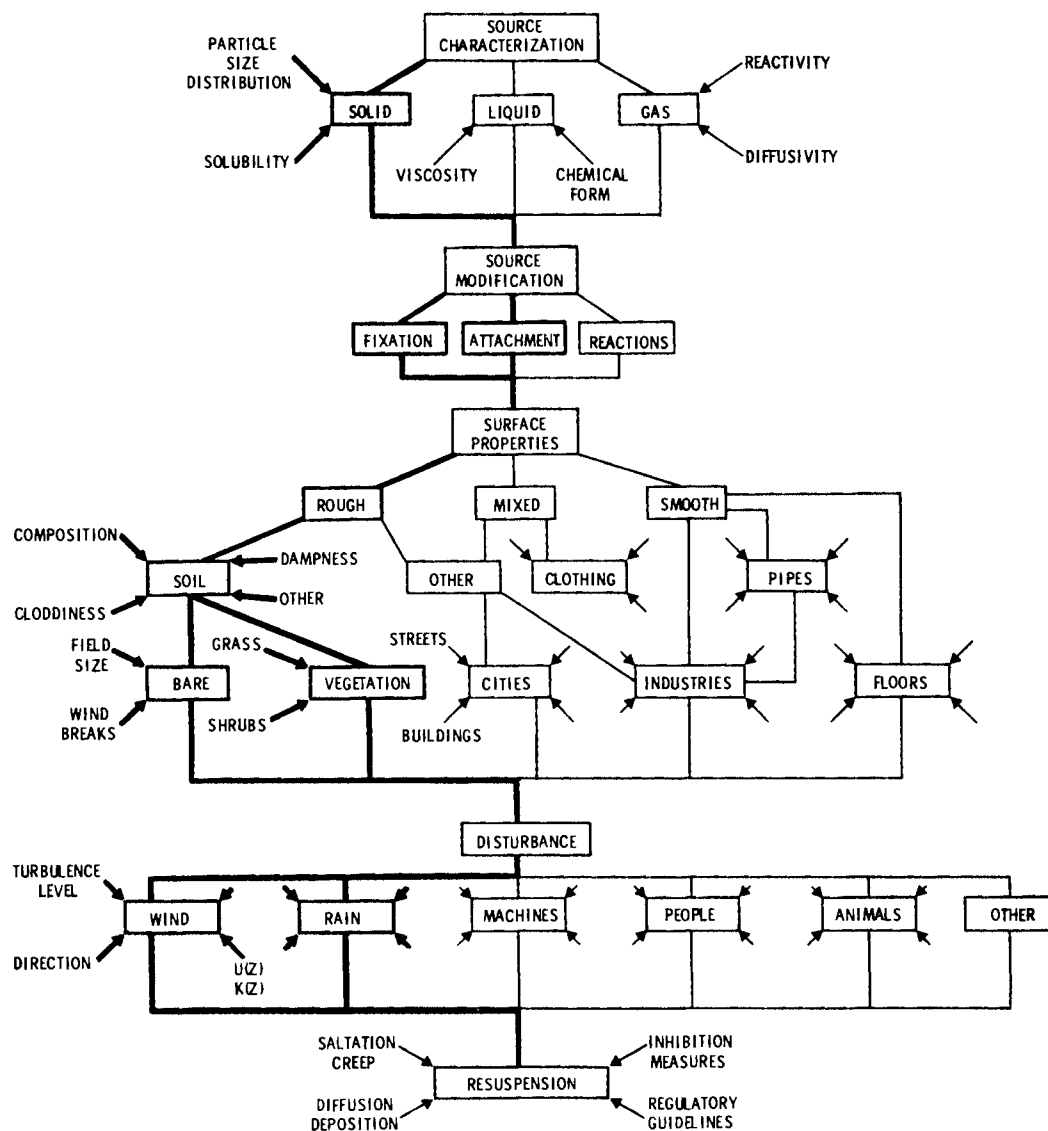 SOURCE
CHARACTERIZATION
PARTICLE
SIZE
DISTRIBUTION
REACTIVITY
SOLID
LIQUID
GAS
SOLUBILITY
VISCOSITY
CHEMICAL
FORM
DIFFUSIVITY
SOURCE
MODIFICATION
FIXATION
ATTACHMENT
REACTIONS
SURFACE
PROPERTIES
ROUGH
MIXED
SMOOTH
COMPOSITION
DAMPNESS
SOIL
OTHER
CLOTHING
PIPES
CLODDINESS
OTHER
FIELD
SIZE
GRASS
STREETS
BARE
VEGETATION
CITIES
INDUSTRIES
FLOORS
WIND
BREAKS
SHRUBS
BUILDINGS
DISTURBANCE
TURBULENCE
LEVEL
WIND
RAIN
MACHINES
PEOPLE
ANIMALS
OTHER
DIRECTION
U(Z)
K(Z)
SALTATION
CREEP
INHIBITION
MEASURES
RESUSPENSION
DIFFUSION
DEPOSITION
REGULATORY
GUIDELINES